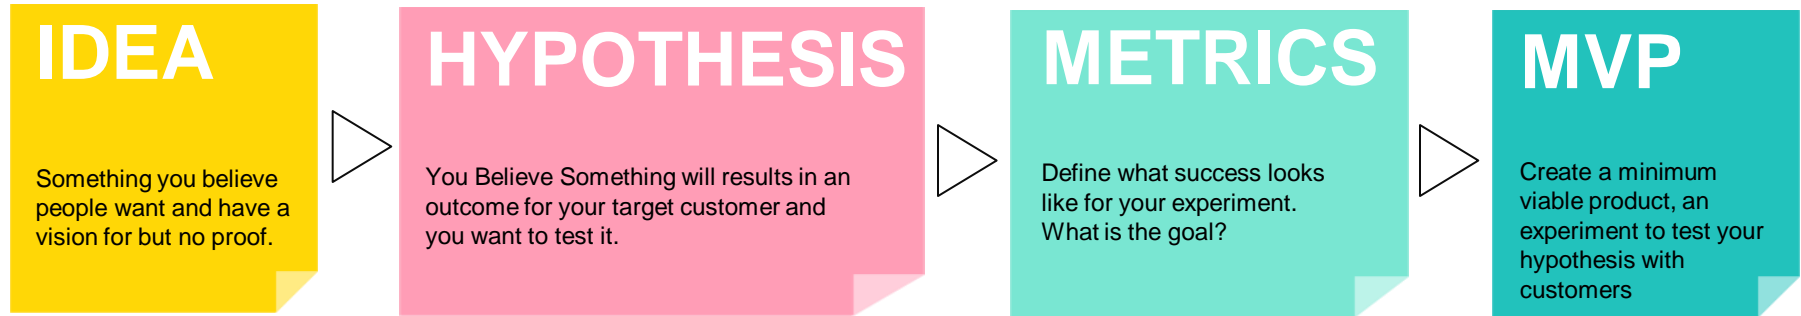 IDEA
Something you believe
people want and have a
vision for but no proof.
HYPOTHESIS
You Believe Something will results in an
outcome for your target customer and
you want to test it.
METRICS
Define what success looks
like for your experiment.
What is the goal?
MVP
Create a minimum
viable product, an
experiment to test your
hypothesis with
customers